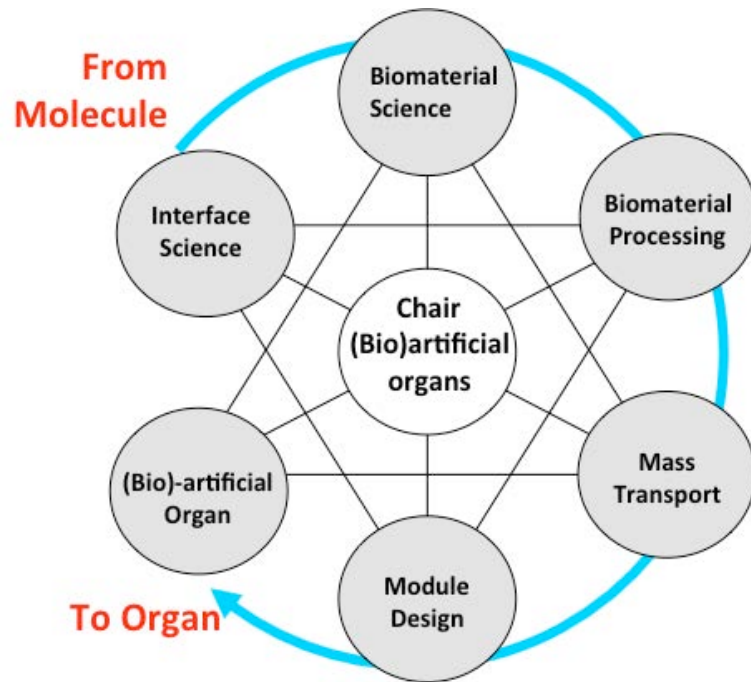 From
Molecule
Biomaterial
Science
Interface
Science
Biomaterial
Processing
Chair
(Bio)artificial
organs
(Bio)-artificial
Organ
Mass
Transport
Module
Design
To Organ